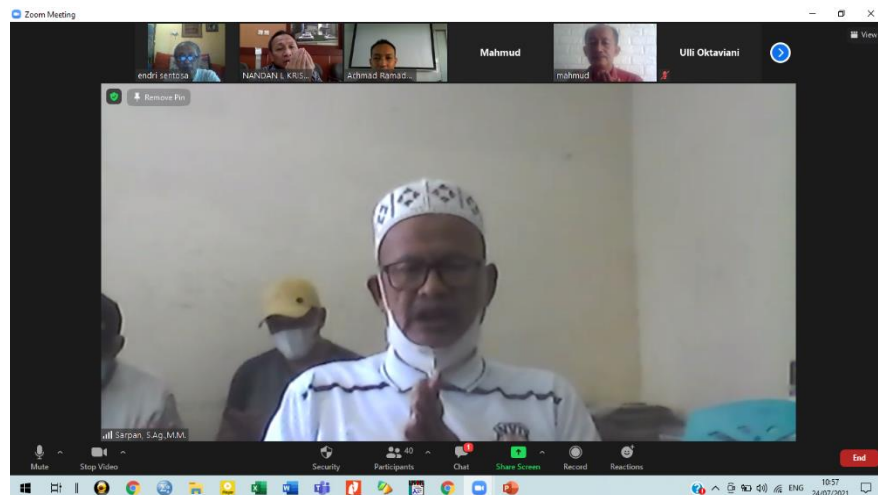 Zoom Meeting
View
endri sentosa
NANDAN L KRIS...
Achmad Ramad...
Mahmud
mahmud
Ulli Oktaviani
Remove Pin
Sarpan, S.Ag.,M.M.
Mute
Stop Video
Security
Participants
40
Chat
Share Screen
Record
Reactions
End
ENG
10:57
24/07/2021